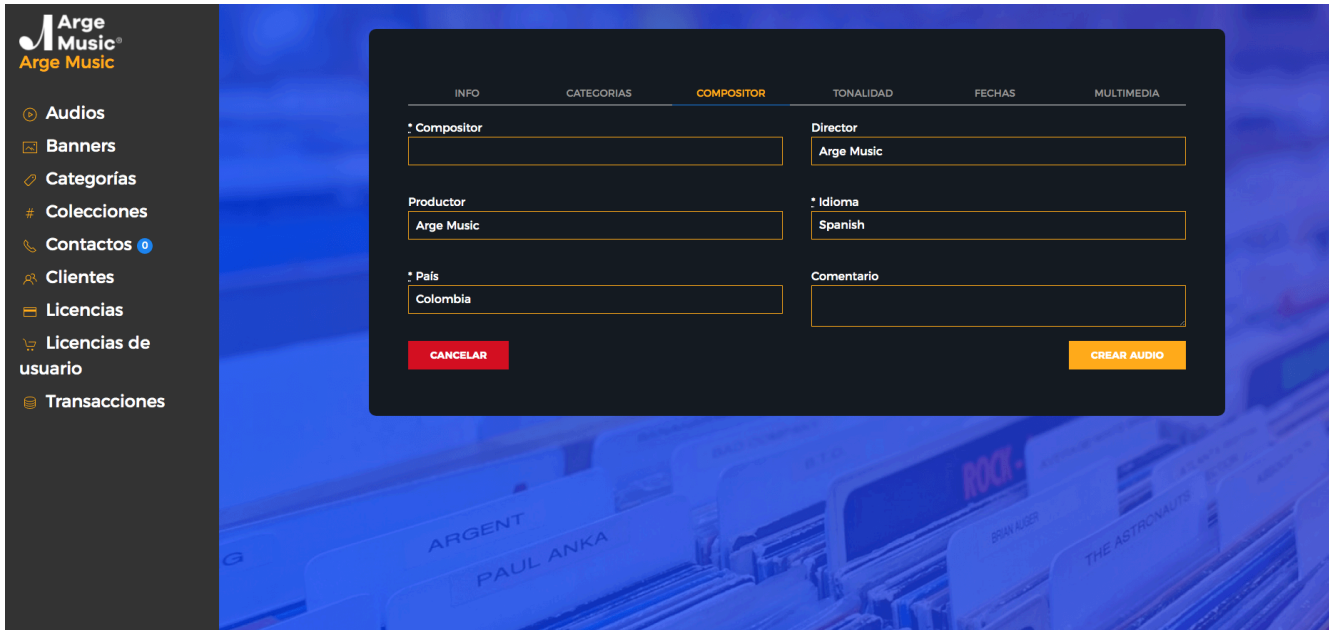 Arge
Music®
Arge Music
Audios
Banners
Categorías
# Colecciones
Contactos 0
Clientes
Licencias
Licencias de
usuario
Transacciones
INFO CATEGORIAS COMPOSITOR TONALIDAD FECHAS MULTIMEDIA
* Compositor
Director
Arge Music
Productor
Arge Music
* Idioma
Spanish
* País
Colombia
Comentario
CANCELAR
CREAR AUDIO
B.T.O.
ROCK -
ARGENT
PAUL ANKA
BRIAN AUGER
THE ASTRONAUTS